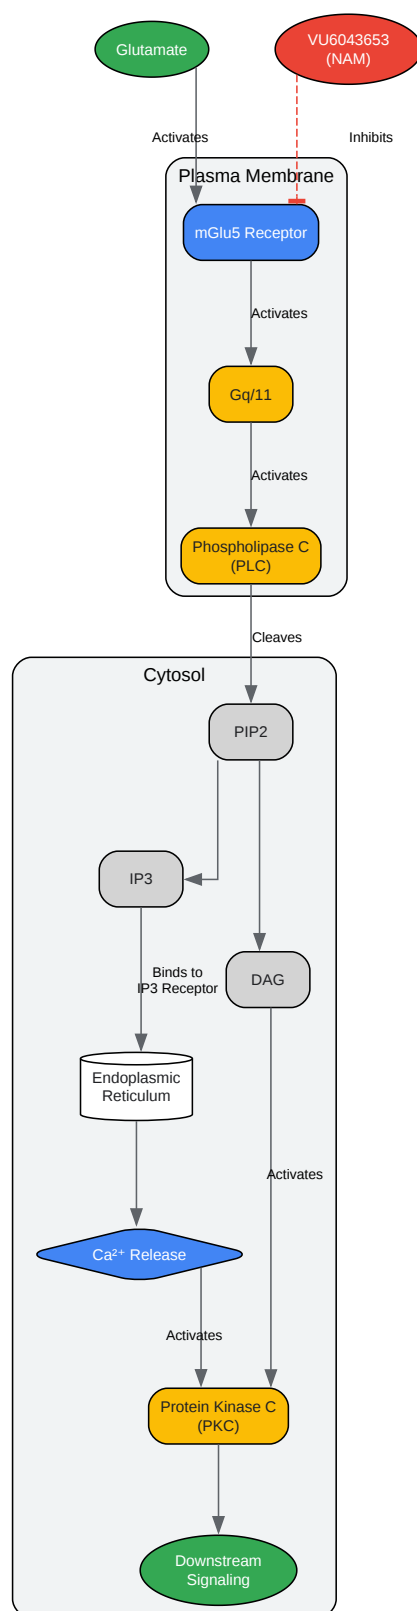 Glutamate
VU6043653
(NAM)
Activates
Inhibits
Plasma Membrane
mGlu5 Receptor
Activates
Gq/11
Activates
Phospholipase C
(PLC)
Cleaves
Cytosol
PIP2
IP3
Binds to
IP3 Receptor
DAG
Endoplasmic
Reticulum
Activates
Ca²⁺ Release
Activates
Protein Kinase C
(PKC)
Downstream
Signaling